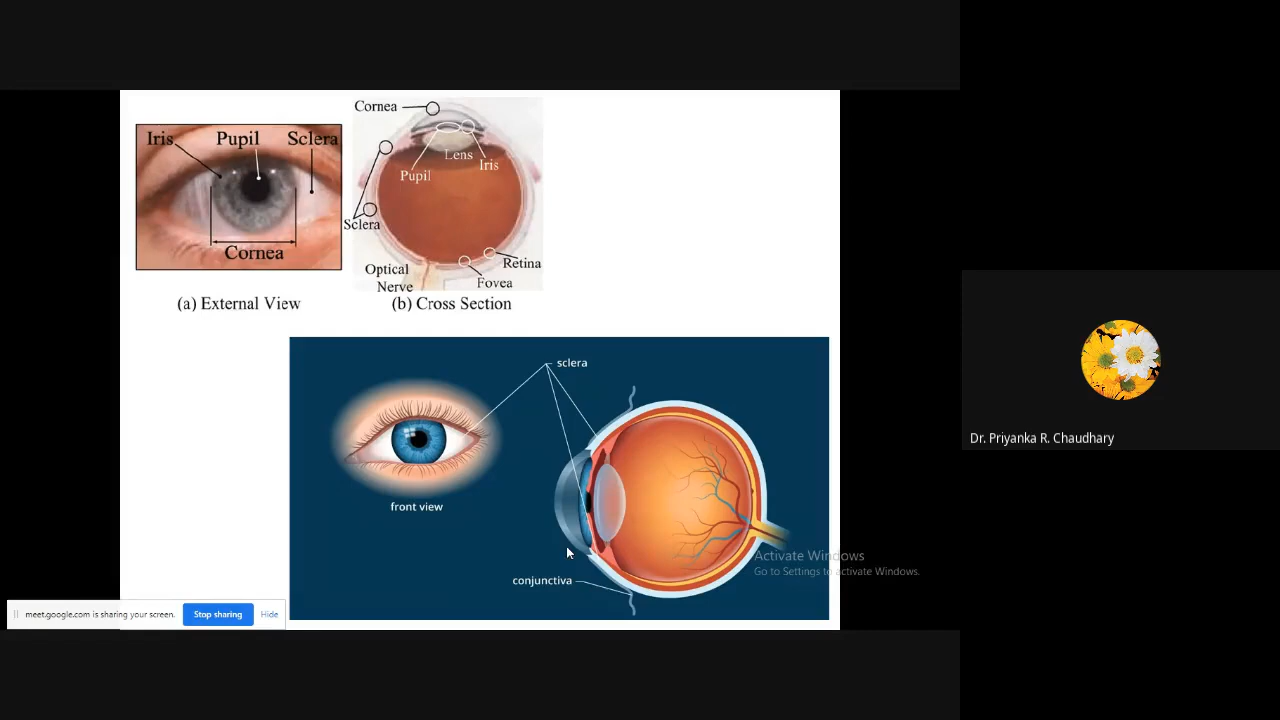 Iris Pupil Sclera
Cornea
(a) External View
Cornea
Lens
Iris
Pupil
Sclera
Retina
Optical
Nerve
Fovea
(b) Cross Section
sclera
front view
conjunctiva
Activate Windows
Go to Settings to activate Windows.
meet.google.com is sharing your screen. Stop sharing Hide
Dr. Priyanka R. Chaudhary